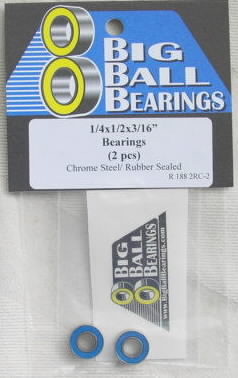 BIG
BALL
BEARINGS
1/4x1/2x3/16"
Bearings
(2 pcs)
Chrome Steel/ Rubber Sealed
R 188 2RC-2
BIG
BALL
BEARINGS
www.BigBallBearings.com